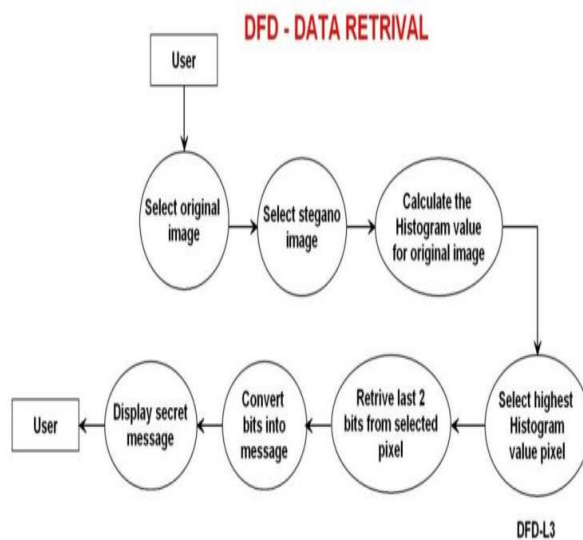 DFD - DATA RETRIVAL
User
Select original
image
Select stegano
image
Calculate the
Histogram value
for original image
Select highest
Histogram
value pixel
Retrive last 2
bits from selected
pixel
Convert
bits into
message
Display secret
message
User
DFD-L3